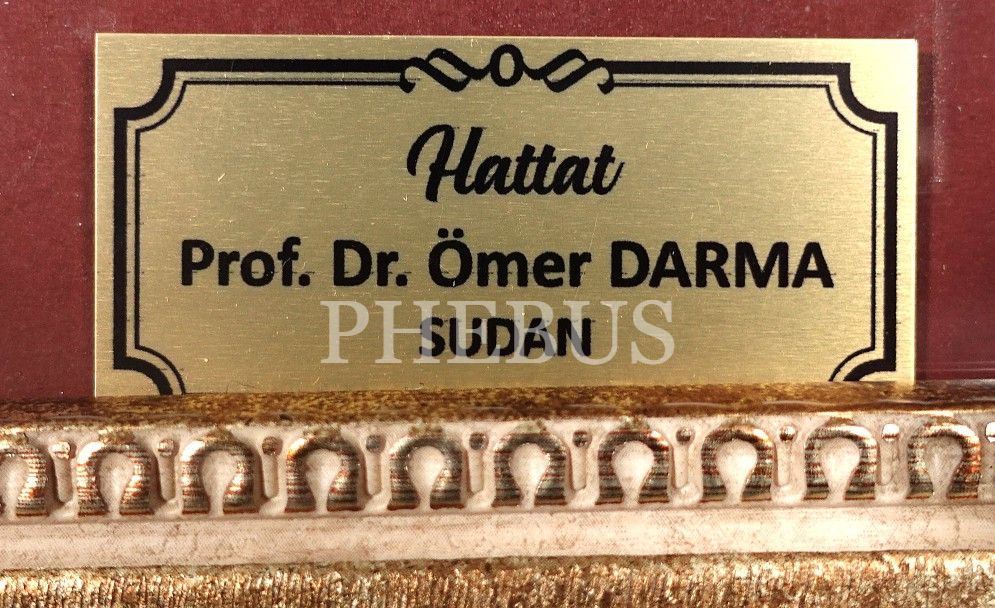 Hattat
Prof. Dr. Ömer DARMA
SUDAN
PHEBUS